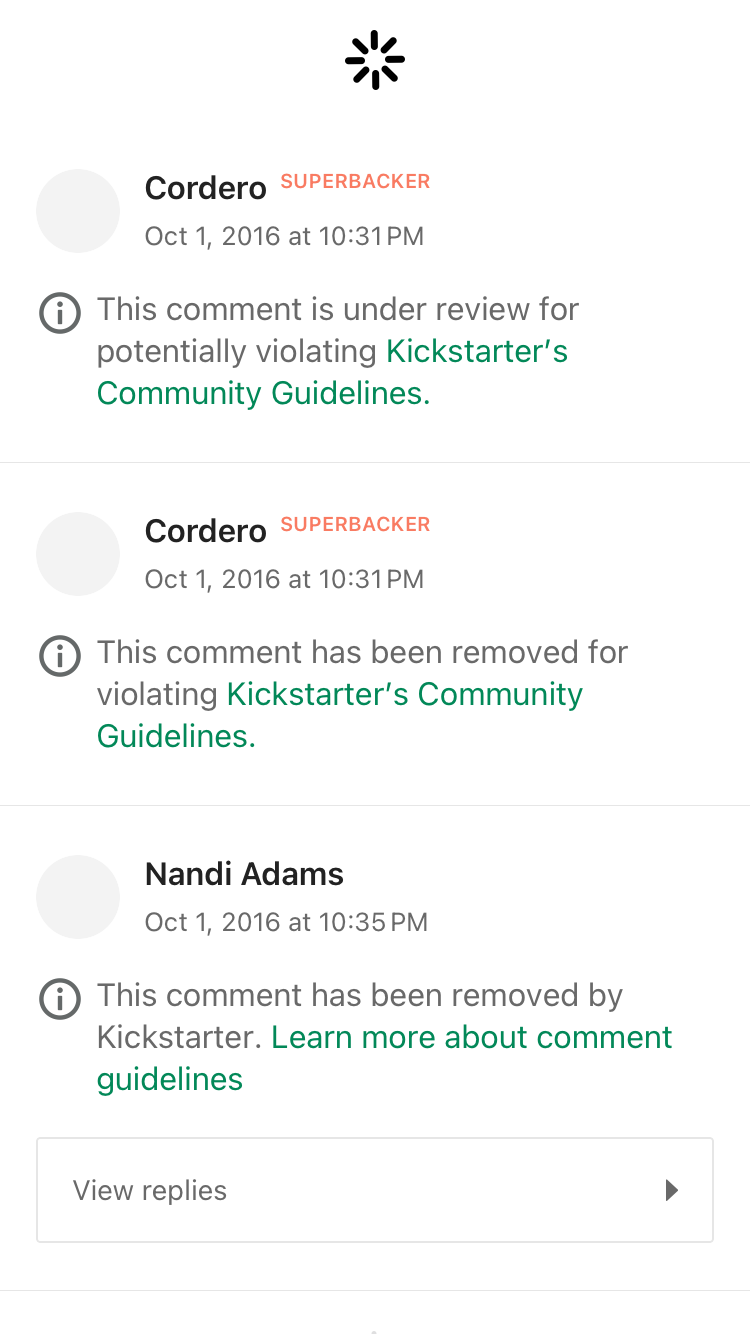 Cordero SUPERBACKER
Oct 1, 2016 at 10:31 PM
This comment is under review for
potentially violating Kickstarter’s
Community Guidelines.
Cordero SUPERBACKER
Oct 1, 2016 at 10:31 PM
This comment has been removed for
violating Kickstarter’s Community
Guidelines.
Nandi Adams
Oct 1, 2016 at 10:35 PM
This comment has been removed by
Kickstarter. Learn more about comment
guidelines
View replies